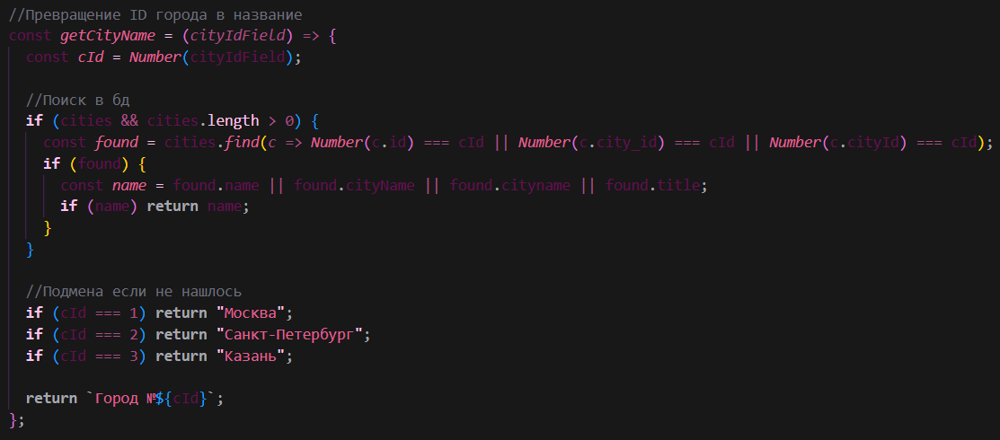 //Превращение ID города в название
const getCityName = (cityIdField) => {
  const cId = Number(cityIdField);

  //Поиск в бд
  if (cities && cities.length > 0) {
    const found = cities.find(c => Number(c.id) === cId || Number(c.city_id) === cId || Number(c.cityId) === cId);
    if (found) {
      const name = found.name || found.cityName || found.cityname || found.title;
      if (name) return name;
    }
  }

  //Подмена если не нашлось
  if (cId === 1) return "Москва";
  if (cId === 2) return "Санкт-Петербург";
  if (cId === 3) return "Казань";

  return `Город №${cId}`;
};